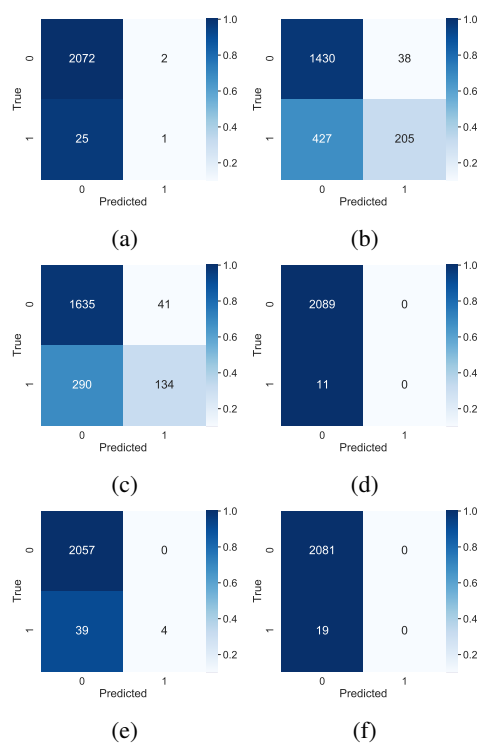 1.0
0 2072 2 0.8
True 0.6
1 25 1 0.4
0.2
0 1
Predicted
(a)
1.0
0 1430 38 0.8
True 0.6
1 427 205 0.4
0.2
0 1
Predicted
(b)
1.0
0 1635 41 0.8
True 0.6
1 290 134 0.4
0.2
0 1
Predicted
(c)
1.0
0 2089 0 0.8
True 0.6
1 11 0 0.4
0.2
0 1
Predicted
(d)
1.0
0 2057 0 0.8
True 0.6
1 39 4 0.4
0.2
0 1
Predicted
(e)
1.0
0 2081 0 0.8
True 0.6
1 19 0 0.4
0.2
0 1
Predicted
(f)